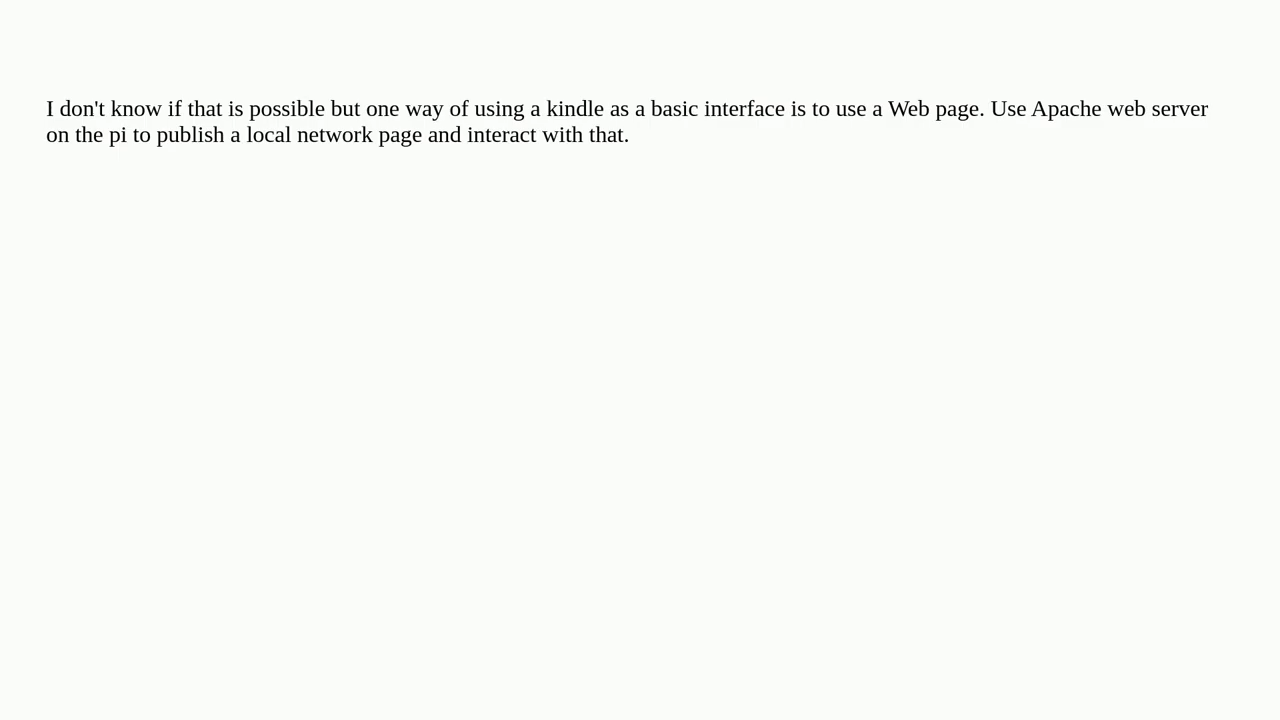 I don't know if that is possible but one way of using a kindle as a basic interface is to use a Web page. Use Apache web server
on the pi to publish a local network page and interact with that.